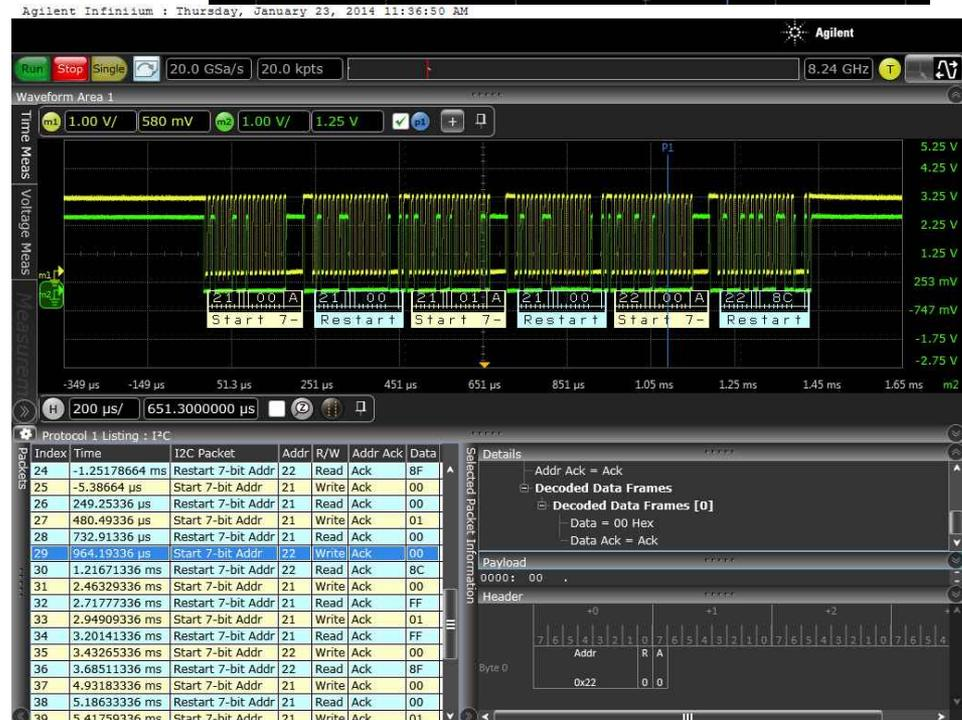 Agilent Infiniium : Thursday, January 23, 2014 11:36:50 AM
Agilent
Run Stop Single 20.0 GSa/s 20.0 kpts 8.24 GHz T
Waveform Area 1
Time Meas
Voltage Meas
m1 1.00 V/ 580 mV m2 1.00 V/ 1.25 V p1 +
P1
5.25 V
4.25 V
3.25 V
2.25 V
1.25 V
253 mV
-747 mV
-1.75 V
-2.75 V
m1
m2
21 00 A 21 00 21 01 A 21 00 22 00 A 22 8C
Start 7- Restart Start 7- Restart Start 7- Restart
-349 µs -149 µs 51.3 µs 251 µs 451 µs 651 µs 851 µs 1.05 ms 1.25 ms 1.45 ms 1.65 ms m2
H 200 µs/ 651.3000000 µs Z
Protocol 1 Listing : I²C
Packets
Index Time I2C Packet Addr R/W Addr Ack Data
24 -1.25178664 ms Restart 7-bit Addr 22 Read Ack 8F
25 -5.38664 µs Start 7-bit Addr 21 Write Ack 00
26 249.25336 µs Restart 7-bit Addr 21 Read Ack 00
27 480.49336 µs Start 7-bit Addr 21 Write Ack 01
28 732.91336 µs Restart 7-bit Addr 21 Read Ack 00
29 964.19336 µs Start 7-bit Addr 22 Write Ack 00
30 1.21671336 ms Restart 7-bit Addr 22 Read Ack 8C
31 2.46329336 ms Start 7-bit Addr 21 Write Ack 00
32 2.71777336 ms Restart 7-bit Addr 21 Read Ack FF
33 2.94909336 ms Start 7-bit Addr 21 Write Ack 01
34 3.20141336 ms Restart 7-bit Addr 21 Read Ack FF
35 3.43265336 ms Start 7-bit Addr 22 Write Ack 00
36 3.68511336 ms Restart 7-bit Addr 22 Read Ack 8F
37 4.93183336 ms Start 7-bit Addr 21 Write Ack 00
38 5.18633336 ms Restart 7-bit Addr 21 Read Ack 00
39 5.41759336 ms Start 7-bit Addr 21 Write Ack 01
Selected Packet Information
Details
Addr Ack = Ack
Decoded Data Frames
Decoded Data Frames [0]
Data = 00 Hex
Data Ack = Ack
Payload
0000: 00 .
Header
+0 +1 +2
7 6 5 4 3 2 1 0 7 6 5 4 3 2 1 0 7 6 5 4 3 2 1 0 7 6 5 4
Addr R A
Byte 0
0x22 0 0